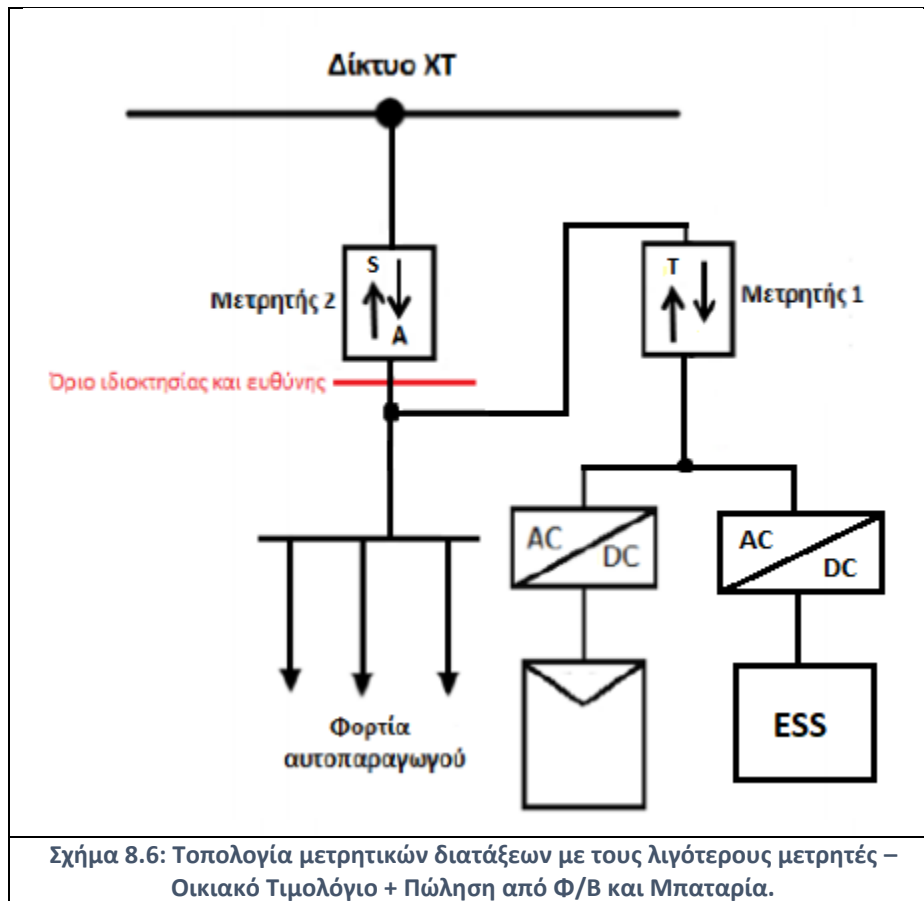 Δίκτυο ΧΤ
S
A
Μετρητής 2
T
Μετρητής 1
Όριο ιδιοκτησίας και ευθύνης
AC
DC
AC
DC
ESS
Φορτία
αυτοπαραγωγού
Σχήμα 8.6: Τοπολογία μετρητικών διατάξεων με τους λιγότερους μετρητές –
Οικιακό Τιμολόγιο + Πώληση από Φ/Β και Μπαταρία.